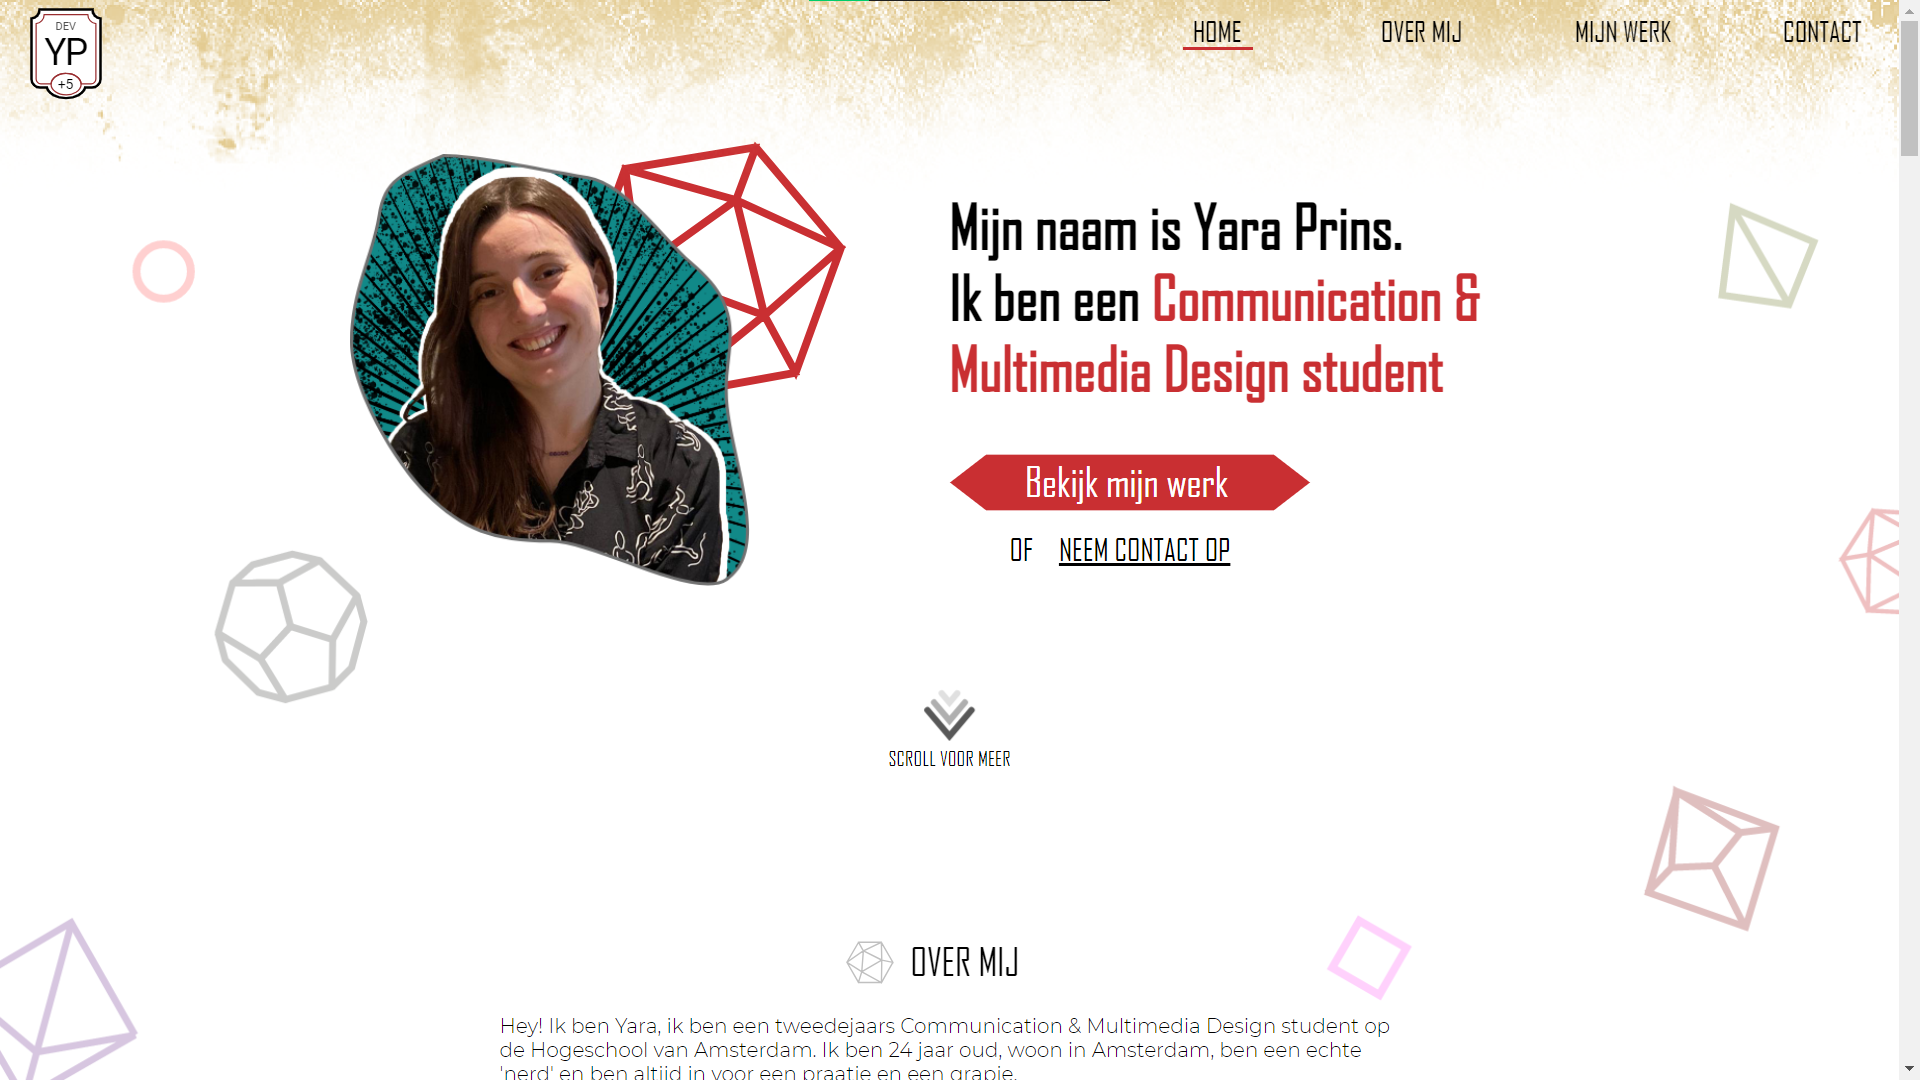 DEV
YP
+5
HOME
OVER MIJ
MIJN WERK
CONTACT
Mijn naam is Yara Prins.
Ik ben een Communication &
Multimedia Design student
Bekijk mijn werk
OF NEEM CONTACT OP
SCROLL VOOR MEER
OVER MIJ
Hey! Ik ben Yara, ik ben een tweedejaars Communication & Multimedia Design student op
de Hogeschool van Amsterdam. Ik ben 24 jaar oud, woon in Amsterdam, ben een echte
'nerd' en ben altijd in voor een praatje en een grapje.